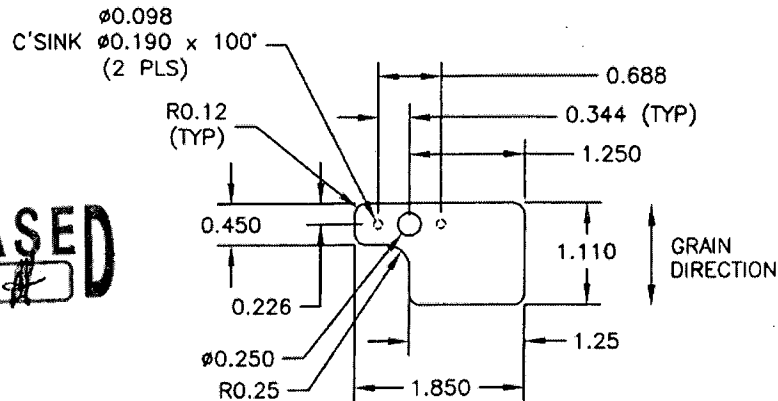 ø0.098
C'SINK ø0.190 x 100°
(2 PLS)
0.688
R0.12
(TYP)
0.344 (TYP)
1.250
0.450
1.110
GRAIN
DIRECTION
0.226
ø0.250
1.25
R0.25
1.850